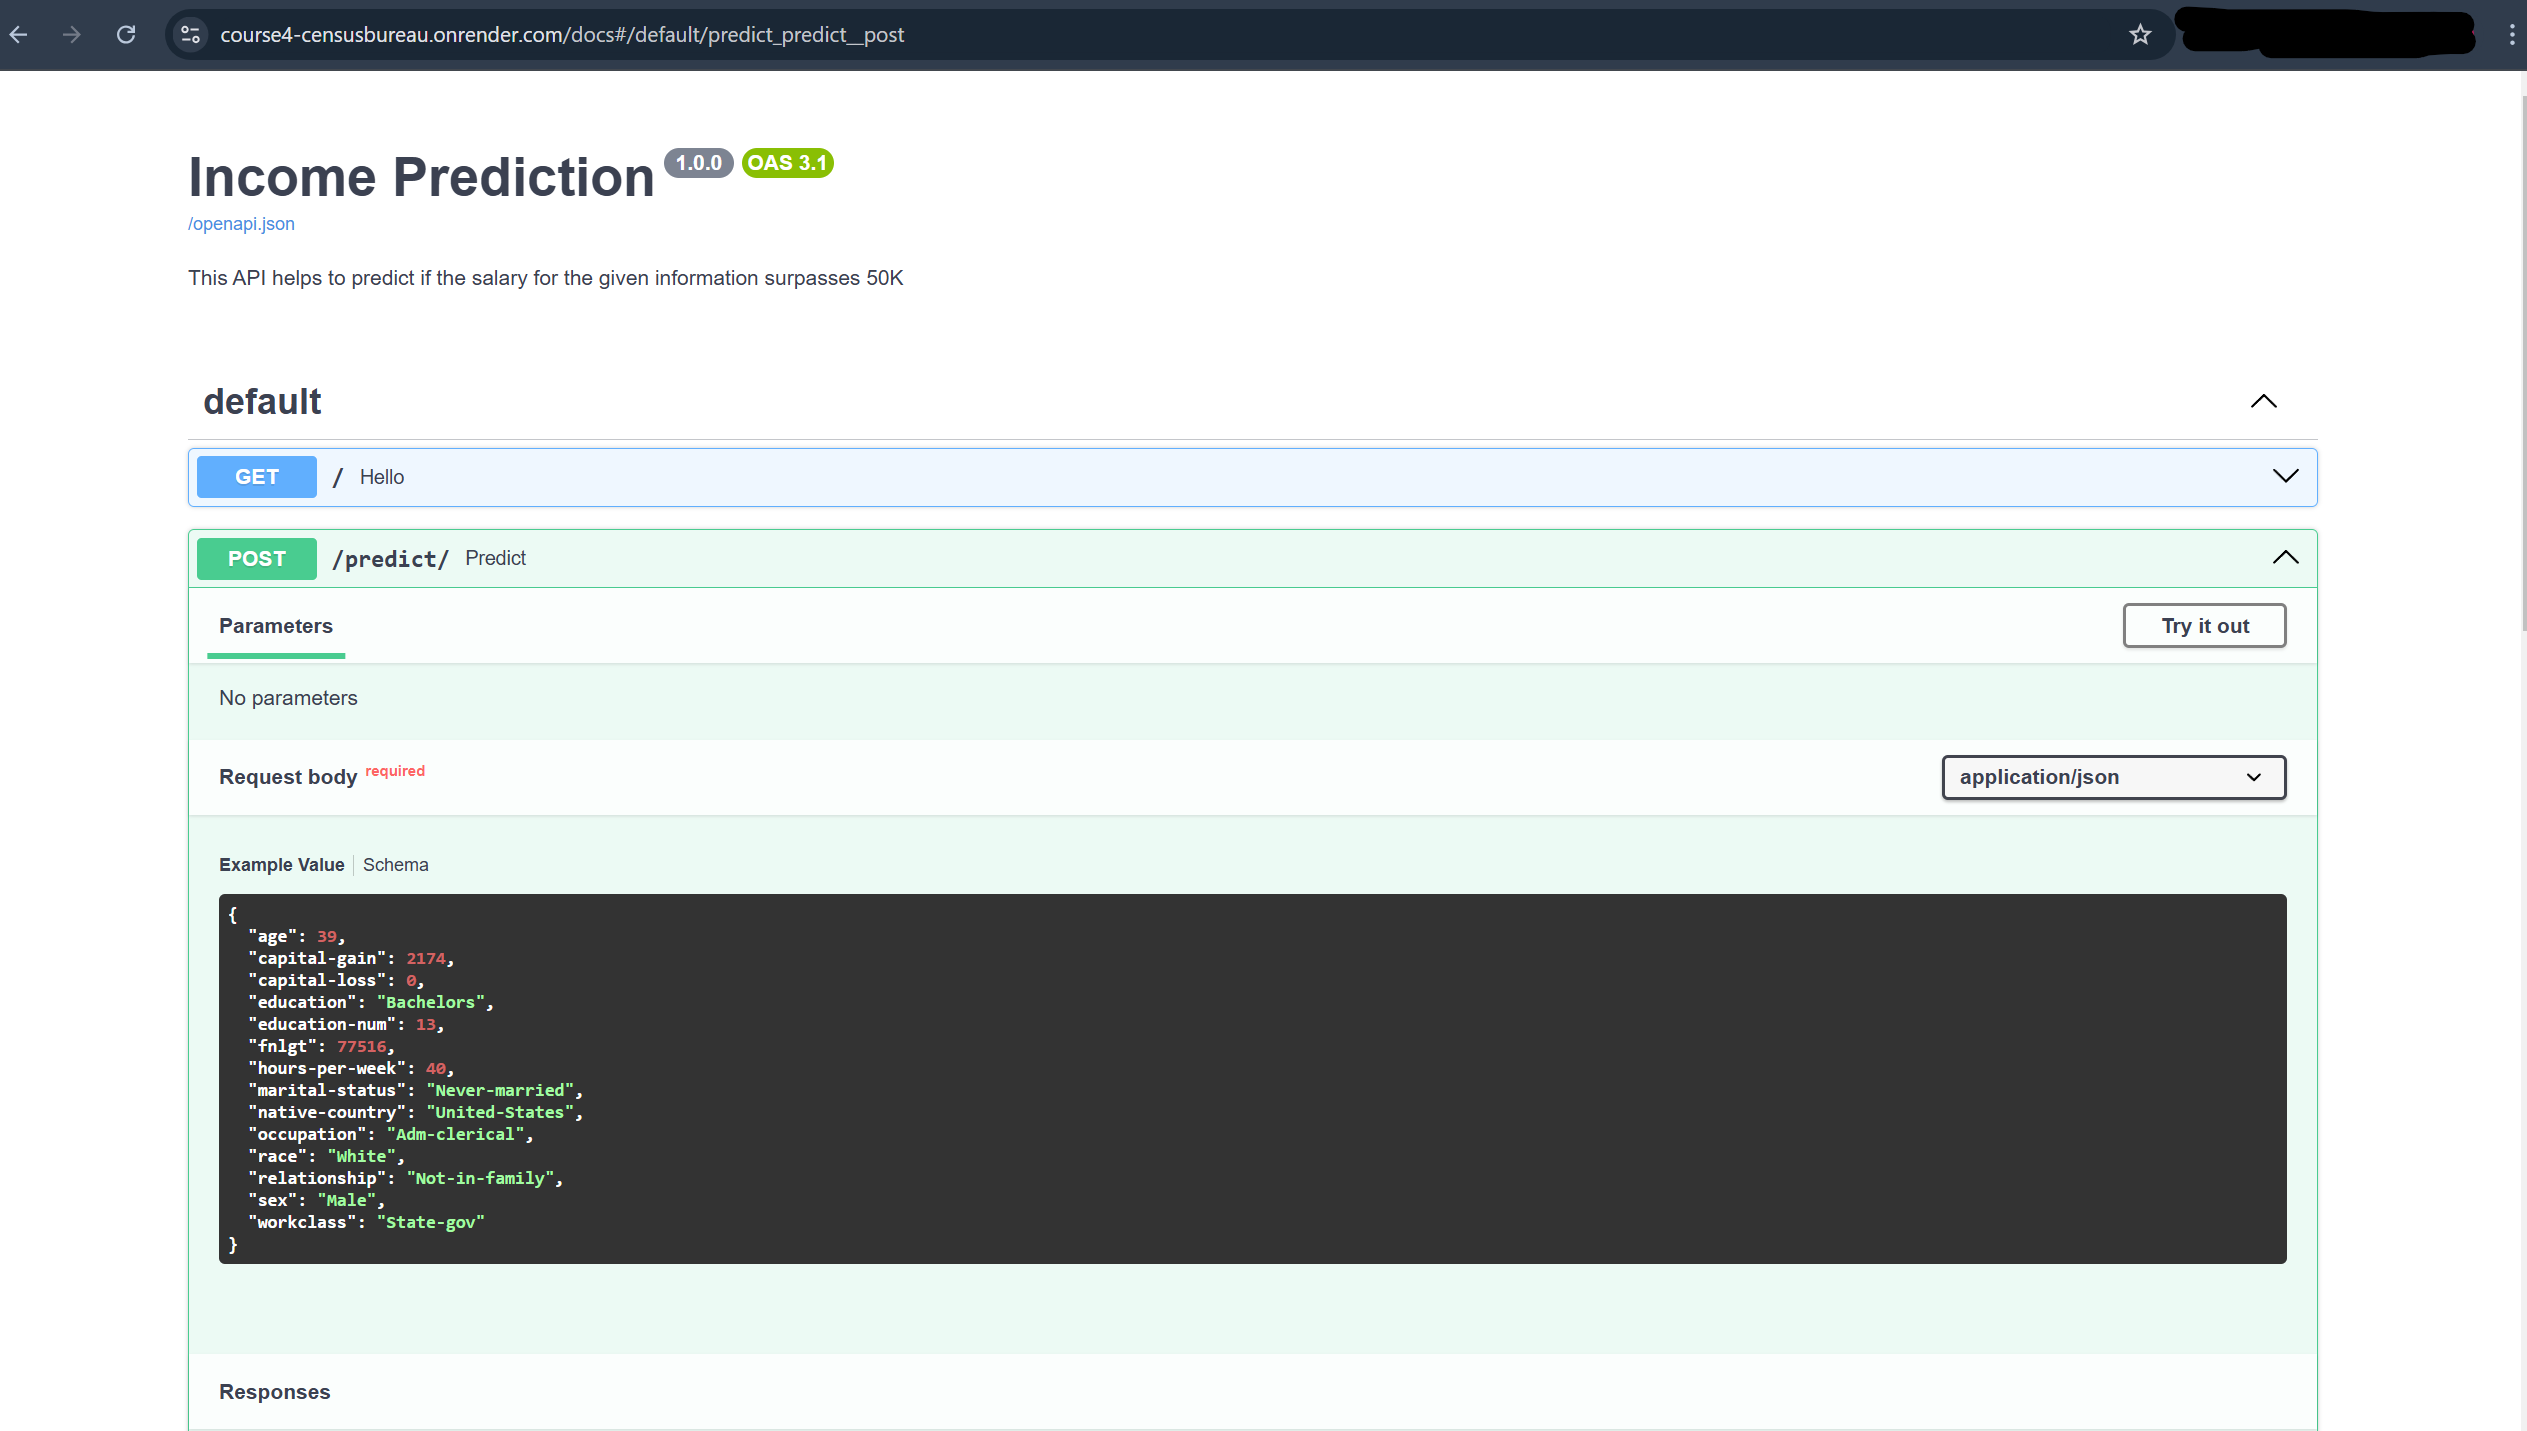 course4-censusbureau.onrender.com/docs#/default/predict_predict__post
Income Prediction 1.0.0 OAS 3.1
/openapi.json
This API helps to predict if the salary for the given information surpasses 50K
default
GET / Hello
POST /predict/ Predict
Parameters
Try it out
No parameters
Request body required
application/json
Example Value Schema
{
"age": 39,
"capital-gain": 2174,
"capital-loss": 0,
"education": "Bachelors",
"education-num": 13,
"fnlgt": 77516,
"hours-per-week": 40,
"marital-status": "Never-married",
"native-country": "United-States",
"occupation": "Adm-clerical",
"race": "White",
"relationship": "Not-in-family",
"sex": "Male",
"workclass": "State-gov"
}
Responses